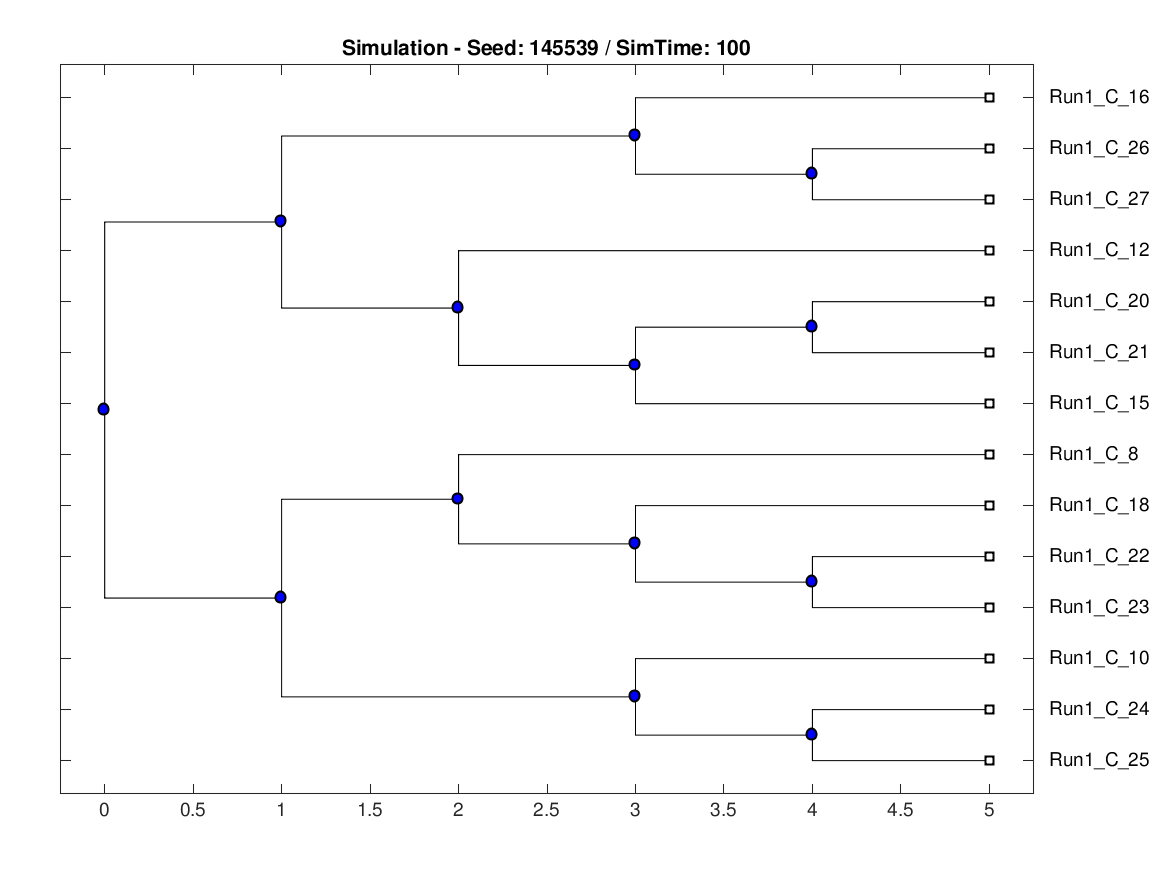 Simulation - Seed: 145539 / SimTime: 100
Run1_C_16
Run1_C_26
Run1_C_27
Run1_C_12
Run1_C_20
Run1_C_21
Run1_C_15
Run1_C_8
Run1_C_18
Run1_C_22
Run1_C_23
Run1_C_10
Run1_C_24
Run1_C_25
0 0.5 1 1.5 2 2.5 3 3.5 4 4.5 5